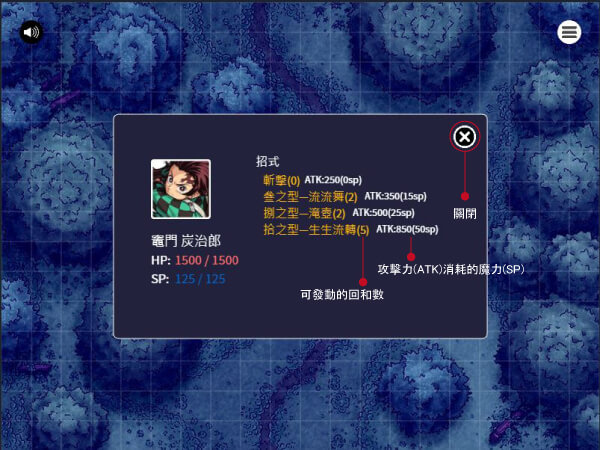 招式
斬擊(0) ATK:250(0sp)
叁之型—流流舞(2) ATK:350(15sp)
捌之型—滝壺(2) ATK:500(25sp)
拾之型—生生流轉(5) ATK:850(50sp)
竈門 炭治郎
HP: 1500 / 1500
SP: 125 / 125
關閉
攻擊力(ATK)消耗的魔力(SP)
可發動的回和數